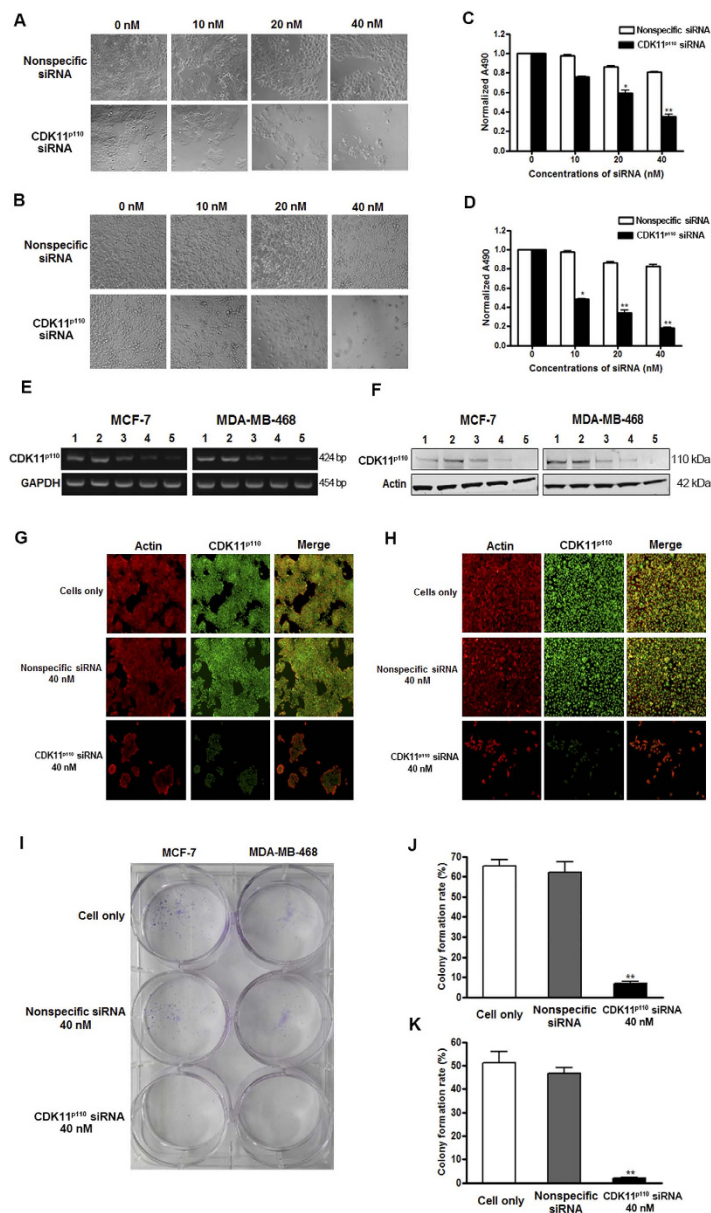 A
0 nM 10 nM 20 nM 40 nM
Nonspecific
siRNA
CDK11p110
siRNA
B
0 nM 10 nM 20 nM 40 nM
Nonspecific
siRNA
CDK11p110
siRNA
C
Nonspecific siRNA
CDK11p110 siRNA
Normalized A490
1.4
1.2
1.0
0.8
0.6
0.4
0.2
0.0
*
**
0 10 20 40
Concentrations of siRNA (nM)
D
Nonspecific siRNA
CDK11p110 siRNA
Normalized A490
1.4
1.2
1.0
0.8
0.6
0.4
0.2
0.0
*
**
**
0 10 20 40
Concentrations of siRNA (nM)
E
MCF-7 MDA-MB-468
1 2 3 4 5 1 2 3 4 5
CDK11p110 424 bp
GAPDH 454 bp
F
MCF-7 MDA-MB-468
1 2 3 4 5 1 2 3 4 5
CDK11p110 110 kDa
Actin 42 kDa
G
Actin CDK11p110 Merge
Cells only
Nonspecific siRNA
40 nM
CDK11p110 siRNA
40 nM
H
Actin CDK11p110 Merge
Cells only
Nonspecific siRNA
40 nM
CDK11p110 siRNA
40 nM
I
MCF-7 MDA-MB-468
Cell only
Nonspecific siRNA
40 nM
CDK11p110 siRNA
40 nM
J
Colony formation rate (%)
70
60
50
40
30
20
10
0
**
Cell only Nonspecific CDK11p110 siRNA
siRNA 40 nM
K
Colony formation rate (%)
60
50
40
30
20
10
0
**
Cell only Nonspecific CDK11p110 siRNA
siRNA 40 nM